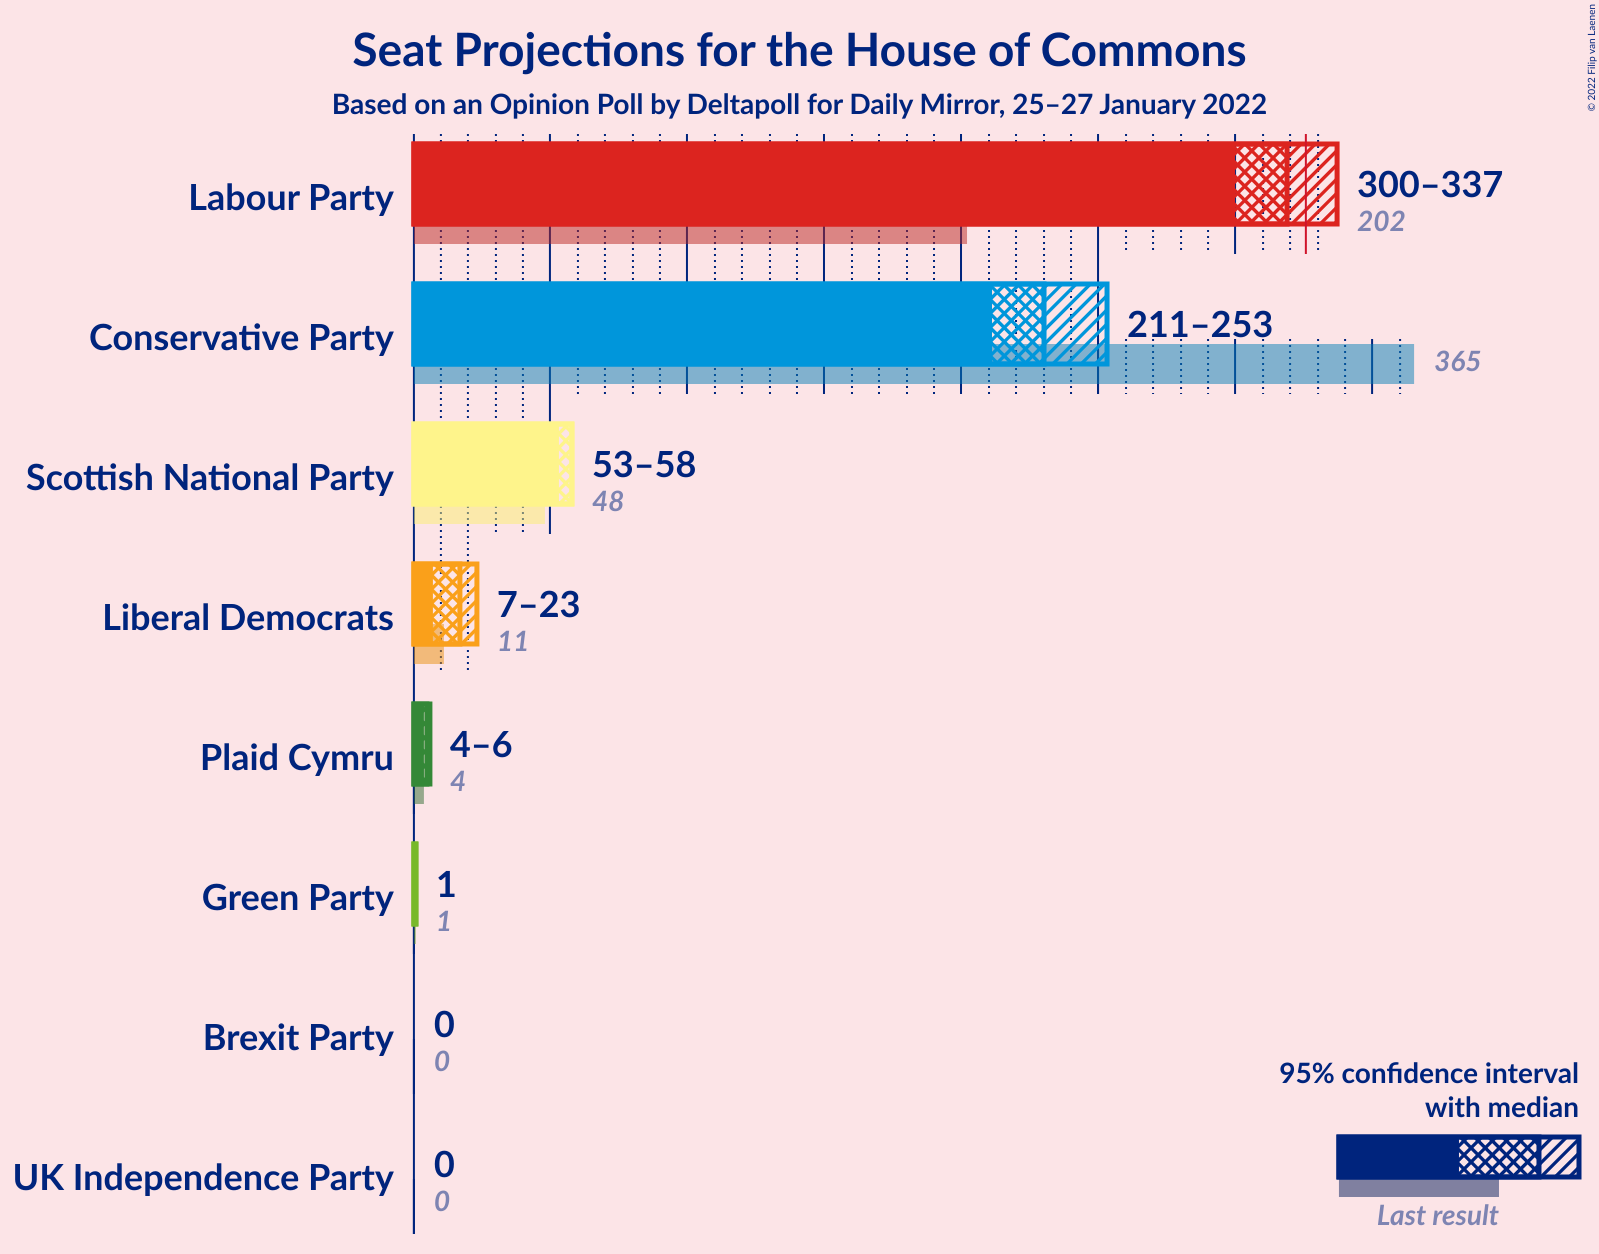 Seat Projections for the House of Commons
Based on an Opinion Poll by Deltapoll for Daily Mirror, 25–27 January 2022
© 2022 Filip van Laenen
Labour Party
300–337
202
Conservative Party
211–253
365
Scottish National Party
53–58
48
Liberal Democrats
7–23
11
Plaid Cymru
4–6
4
Green Party
1
1
Brexit Party
0
0
UK Independence Party
0
0
95% confidence interval
with median
Last result